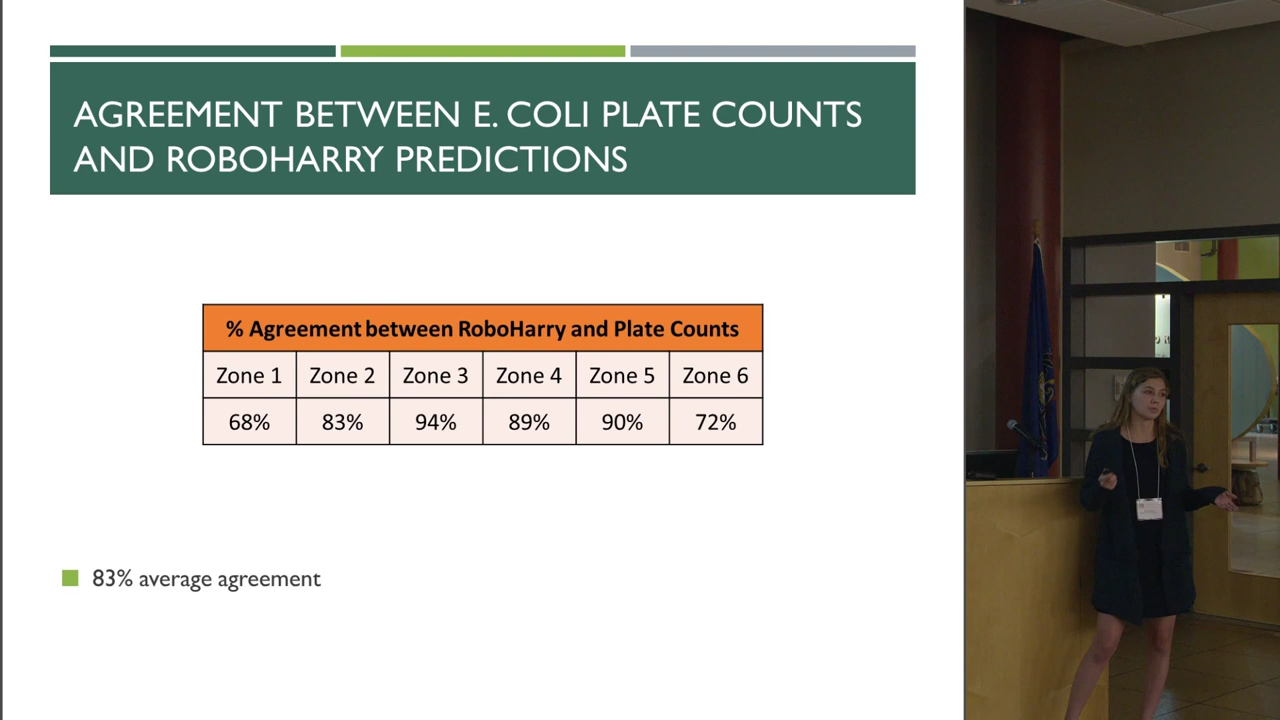 AGREEMENT BETWEEN E. COLI PLATE COUNTS
AND ROBOHARRY PREDICTIONS
% Agreement between RoboHarry and Plate Counts
Zone 1 Zone 2 Zone 3 Zone 4 Zone 5 Zone 6
68% 83% 94% 89% 90% 72%
83% average agreement